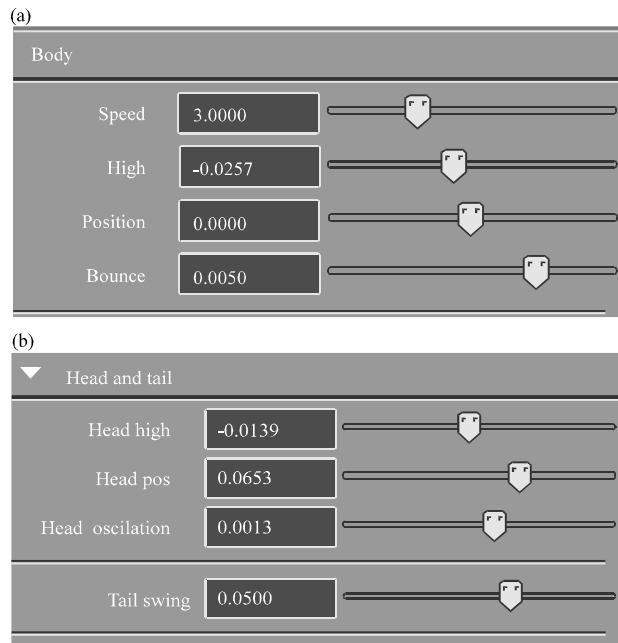 (a)
Body
Speed 3.0000
High -0.0257
Position 0.0000
Bounce 0.0050
(b)
Head and tail
Head high -0.0139
Head pos 0.0653
Head oscilation 0.0013
Tail swing 0.0500